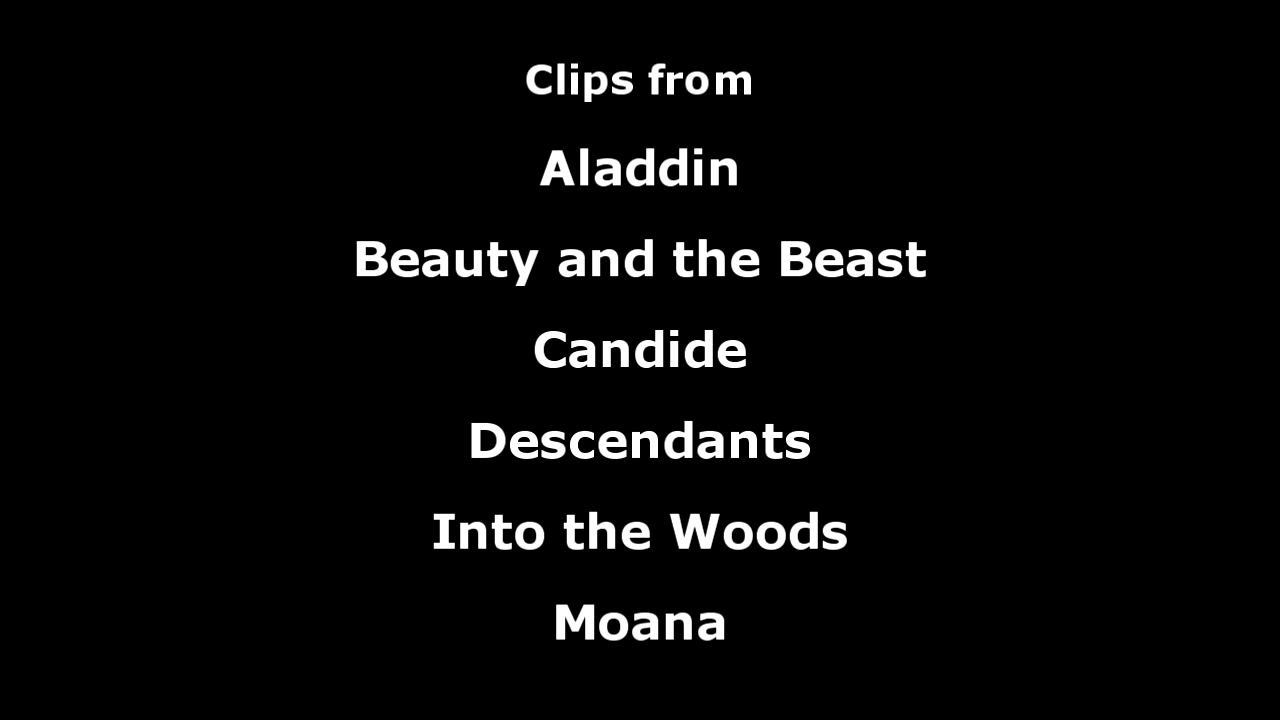 Clips from
Aladdin
Beauty and the Beast
Candide
Descendants
Into the Woods
Moana